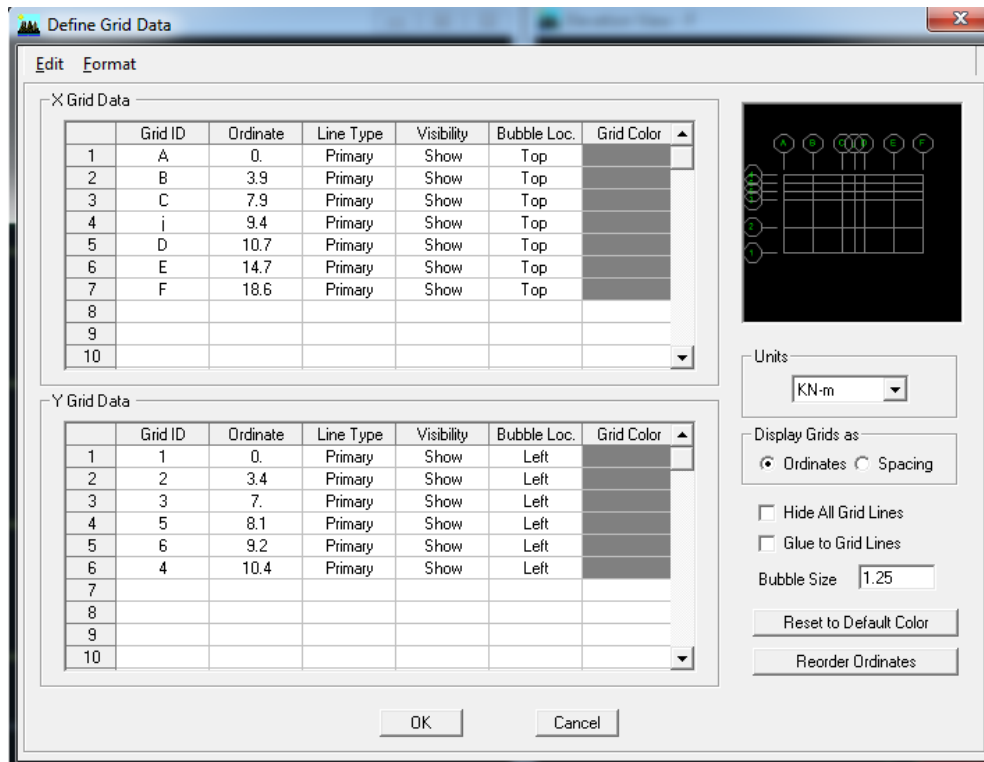 Define Grid Data
Edit Format
X Grid Data
Grid ID Ordinate Line Type Visibility Bubble Loc. Grid Color
1 A 0. Primary Show Top
2 B 3.9 Primary Show Top
3 C 7.9 Primary Show Top
4 j 9.4 Primary Show Top
5 D 10.7 Primary Show Top
6 E 14.7 Primary Show Top
7 F 18.6 Primary Show Top
8
9
10
Y Grid Data
Grid ID Ordinate Line Type Visibility Bubble Loc. Grid Color
1 1 0. Primary Show Left
2 2 3.4 Primary Show Left
3 3 7. Primary Show Left
4 5 8.1 Primary Show Left
5 6 9.2 Primary Show Left
6 4 10.4 Primary Show Left
7
8
9
10
A B C D E F
2
1
Units
KN-m
Display Grids as
Ordinates Spacing
Hide All Grid Lines
Glue to Grid Lines
Bubble Size 1.25
Reset to Default Color
Reorder Ordinates
OK Cancel